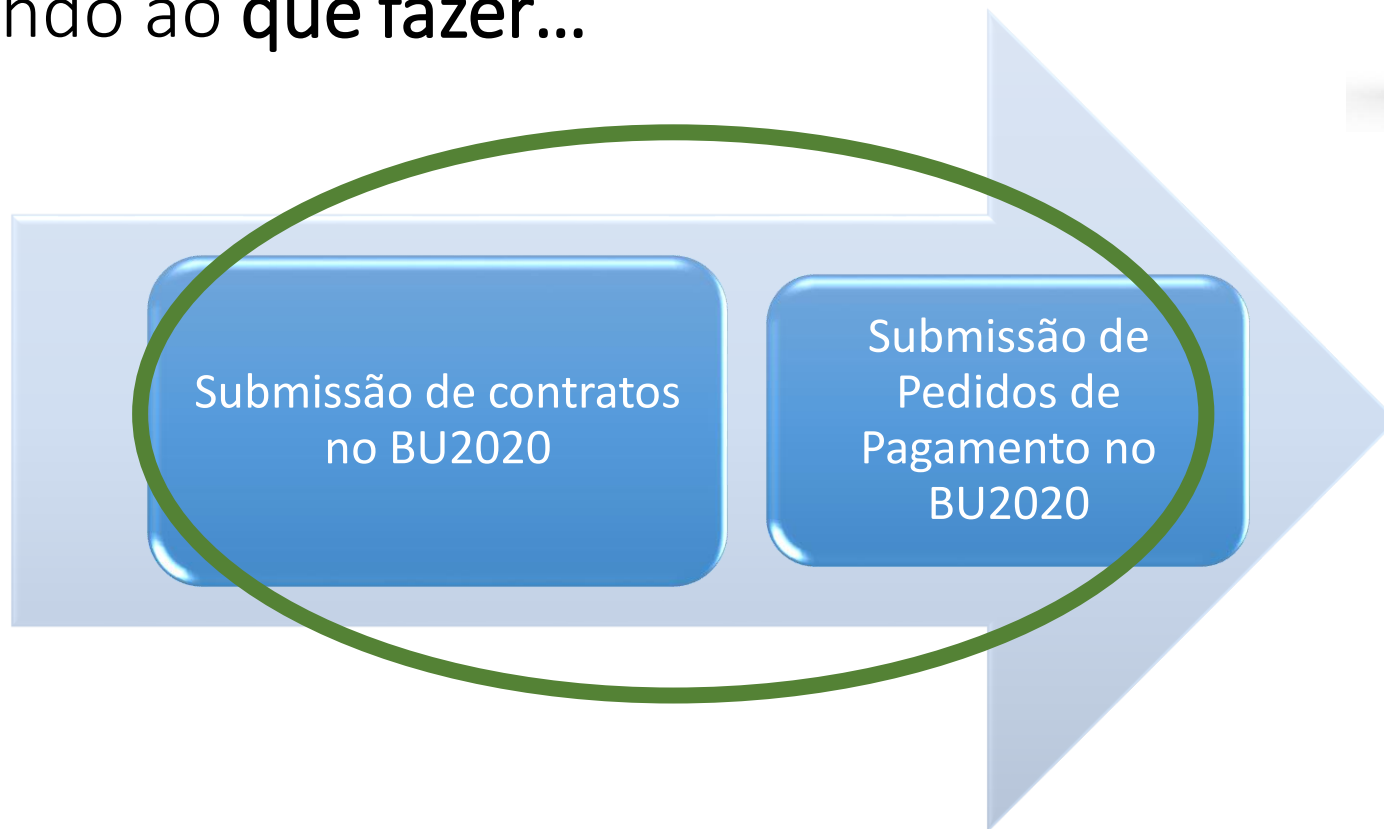 ndo ao que fazer...
Submissão de contratos
no BU2020
Submissão de
Pedidos de
Pagamento no
BU2020